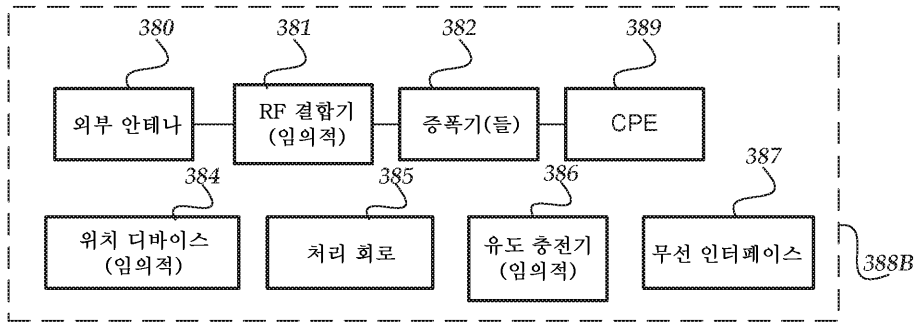 380
381
382
389
외부 안테나
RF 결합기
(임의적)
증폭기(들)
CPE
384
385
386
387
위치 디바이스
(임의적)
처리 회로
유도 충전기
(임의적)
무선 인터페이스
388B